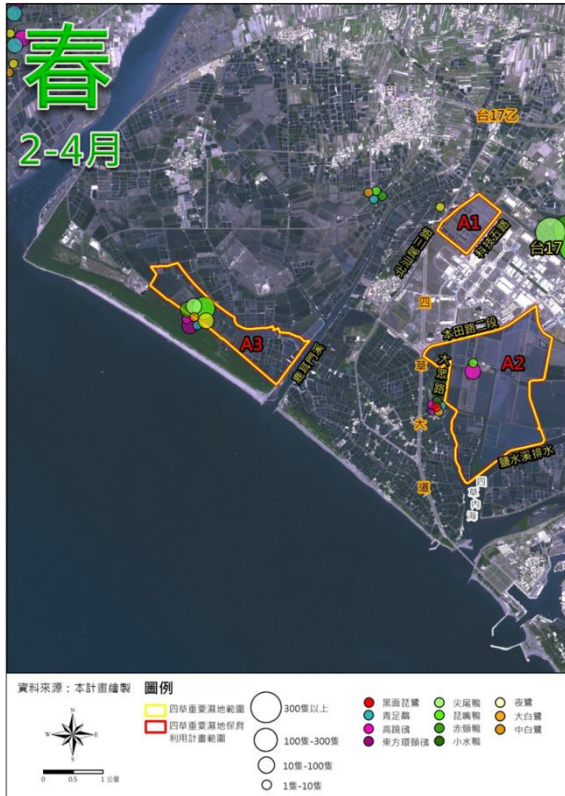 春
2-4月
台17乙
A1
北汕尾二路
科技五路
台17
四草大道
本田路二段
A2
大眾路
A3
鹿耳門溪
鹽水溪排水
四草內海
資料來源：本計畫繪製
圖例
四草重要濕地範圍
四草重要濕地保育
利用計畫範圍
300隻以上
100隻-300隻
10隻-100隻
1隻-10隻
黑面琵鷺
青足鷸
高蹺鴴
東方環頸鴴
尖尾鴨
琵嘴鴨
赤頸鴨
小水鴨
夜鷺
大白鷺
中白鷺
N
W
E
S
0 0.5 1 公里